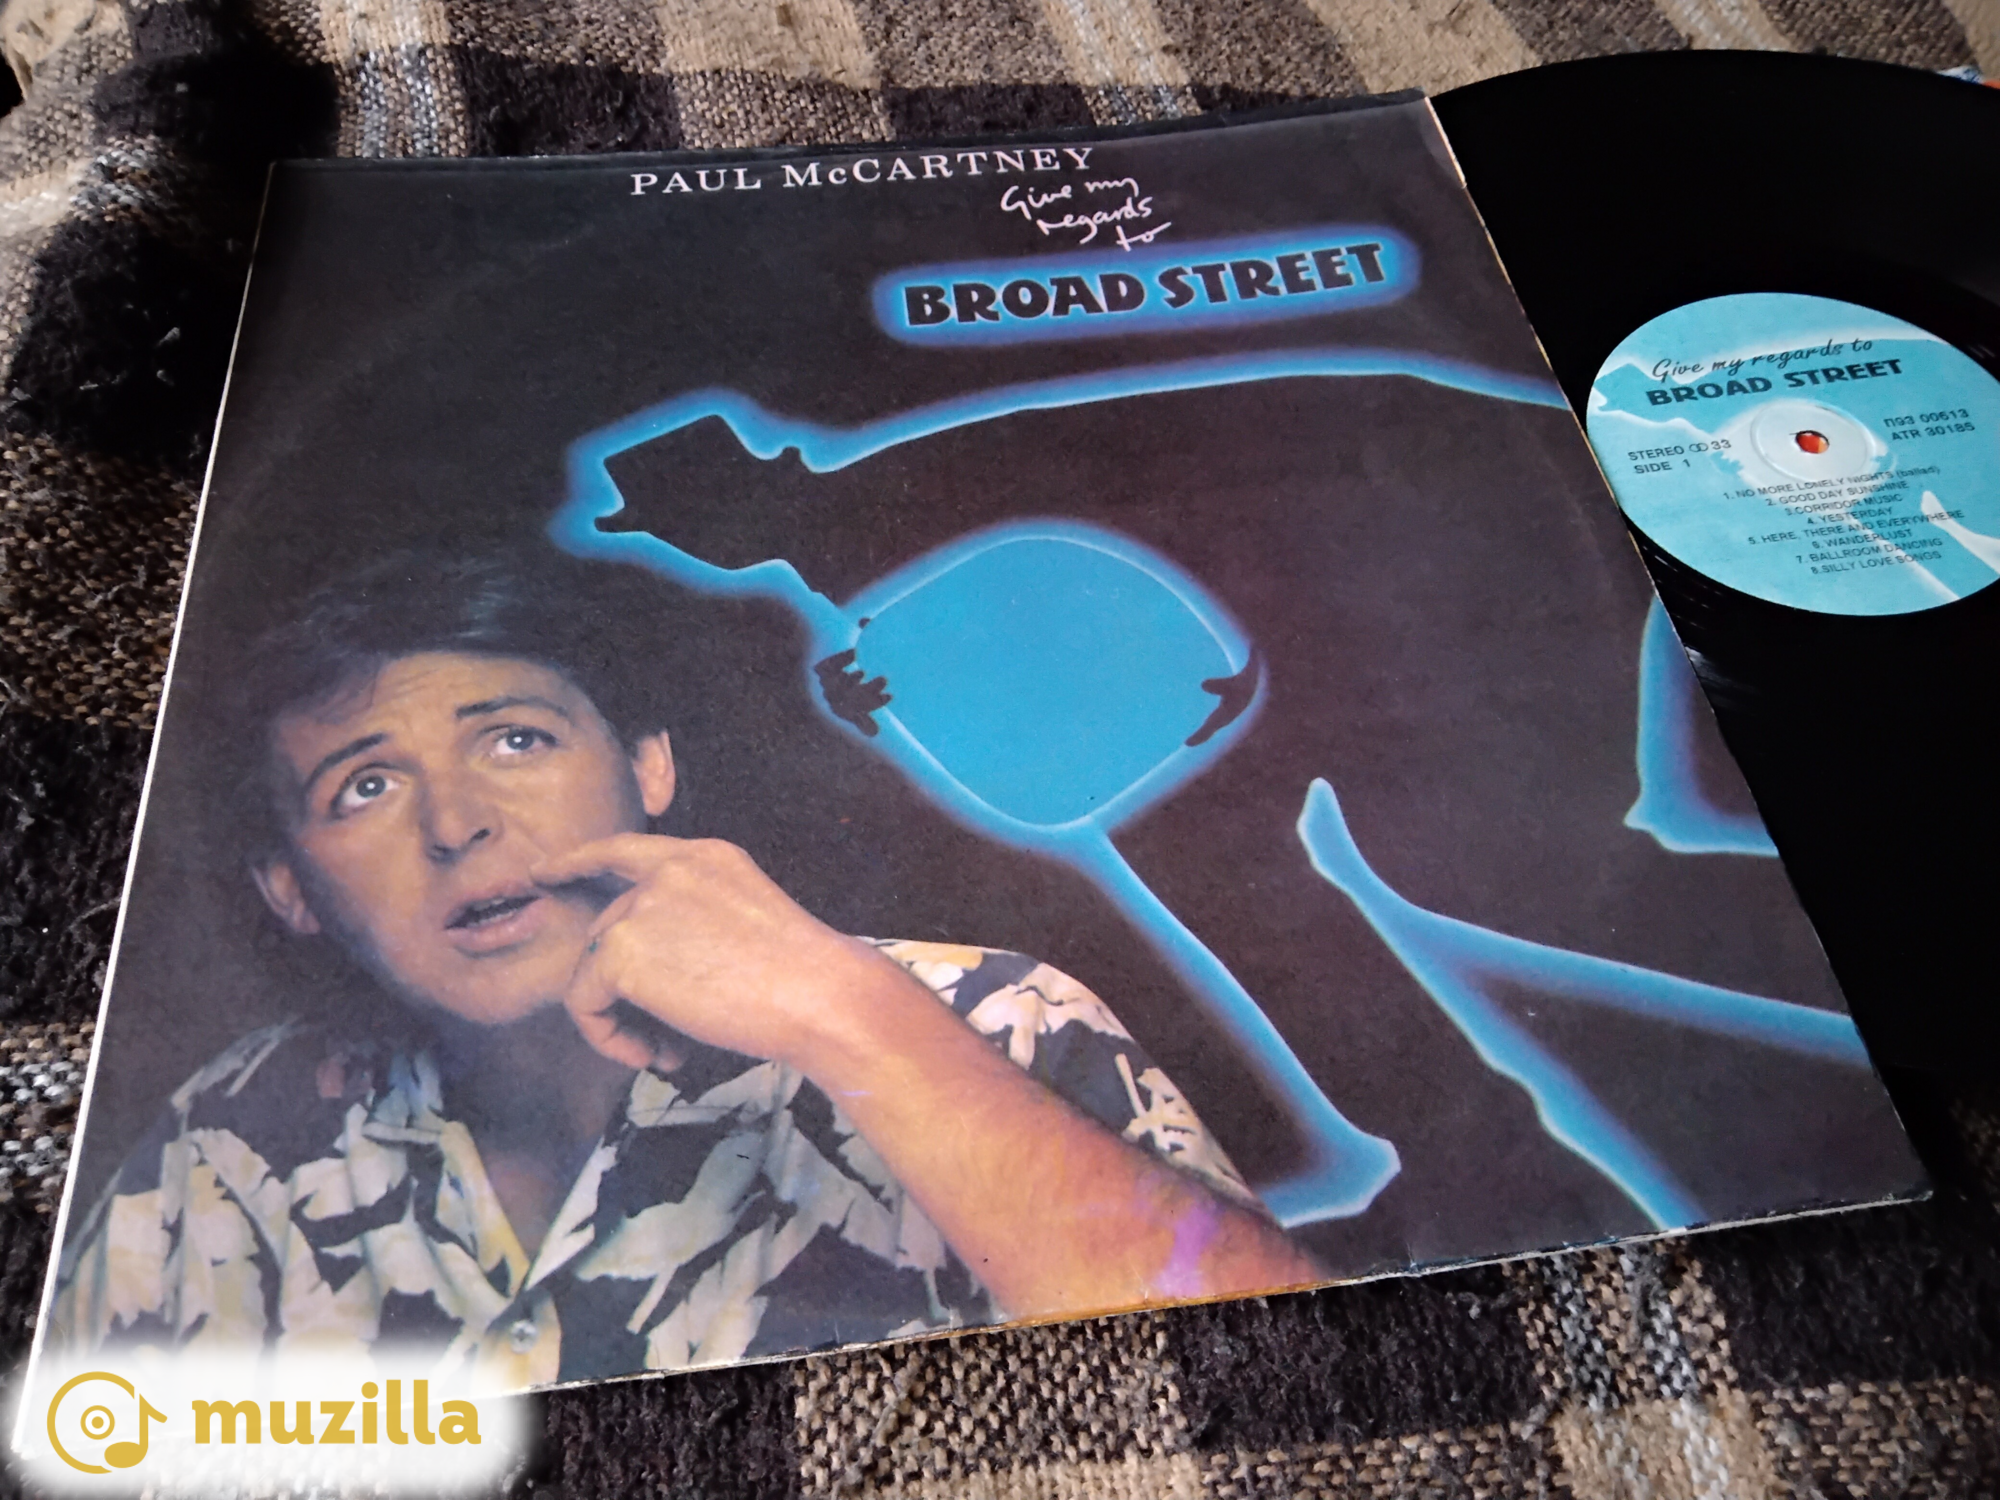 PAUL McCARTNEY
Give my
regards
to
BROAD STREET
Give my regards to
BROAD STREET
STEREO 33
SIDE 1
П93 00613
ATR 30185
1. NO MORE LONELY NIGHTS (ballad)
2. GOOD DAY SUNSHINE
3.CORRIDOR MUSIC
4. YESTERDAY
5. HERE, THERE AND EVERYWHERE
6. WANDERLUST
7. BALLROOM DANCING
8.SILLY LOVE SONGS
muzilla